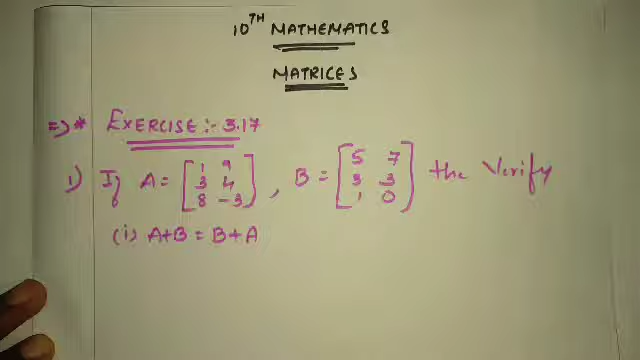 10TH MATHEMATICS
MATRICES
=> * EXERCISE:- 3.17
1) If A = [1 9 3 4 8 -3], B = [5 7 3 3 1 0] the Verify
(i) A+B = B+A